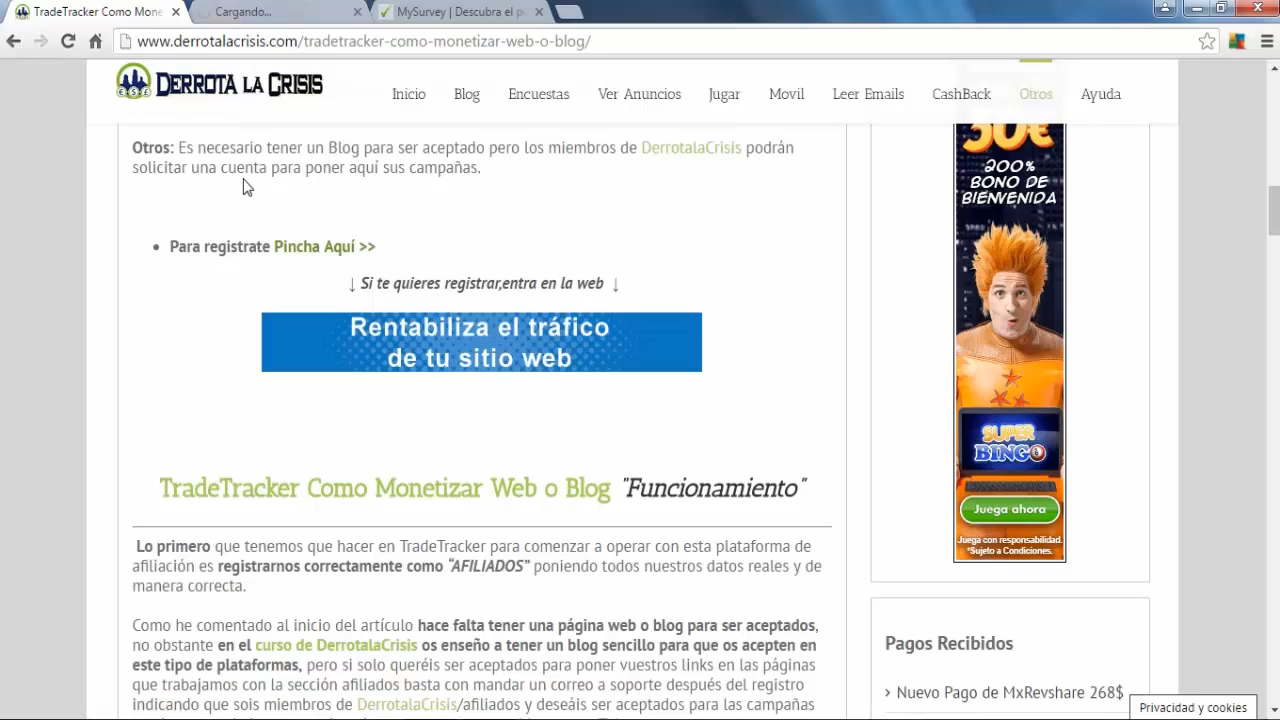 TradeTracker Como Mone
Cargando...
MySurvey | Descubra el p
www.derrotalacrisis.com/tradetracker-como-monetizar-web-o-blog/
ESE
DERROTA LA CRISIS
Inicio Blog Encuestas Ver Anuncios Jugar Movil Leer Emails CashBack Otros Ayuda
Otros: Es necesario tener un Blog para ser aceptado pero los miembros de DerrotalaCrisis podrán
solicitar una cuenta para poner aquí sus campañas.
• Para registrate Pincha Aquí >>
↓ Si te quieres registrar,entra en la web ↓
Rentabiliza el tráfico
de tu sitio web
TradeTracker Como Monetizar Web o Blog "Funcionamiento"
Lo primero que tenemos que hacer en TradeTracker para comenzar a operar con esta plataforma de
afiliación es registrarnos correctamente como “AFILIADOS” poniendo todos nuestros datos reales y de
manera correcta.
Como he comentado al inicio del artículo hace falta tener una página web o blog para ser aceptados,
no obstante en el curso de DerrotalaCrisis os enseño a tener un blog sencillo para que os acepten en
este tipo de plataformas, pero si solo queréis ser aceptados para poner vuestros links en las páginas
que trabajamos con la sección afiliados basta con mandar un correo a soporte después del registro
indicando que sois miembros de DerrotalaCrisis/afiliados y deseáis ser aceptados para las campañas
30€
200%
BONO DE
BIENVENIDA
SUPER
BINGO
Juega ahora
Juega con responsabilidad.
*Sujeto a Condiciones.
Pagos Recibidos
› Nuevo Pago de MxRevshare 268$
Privacidad y cookies